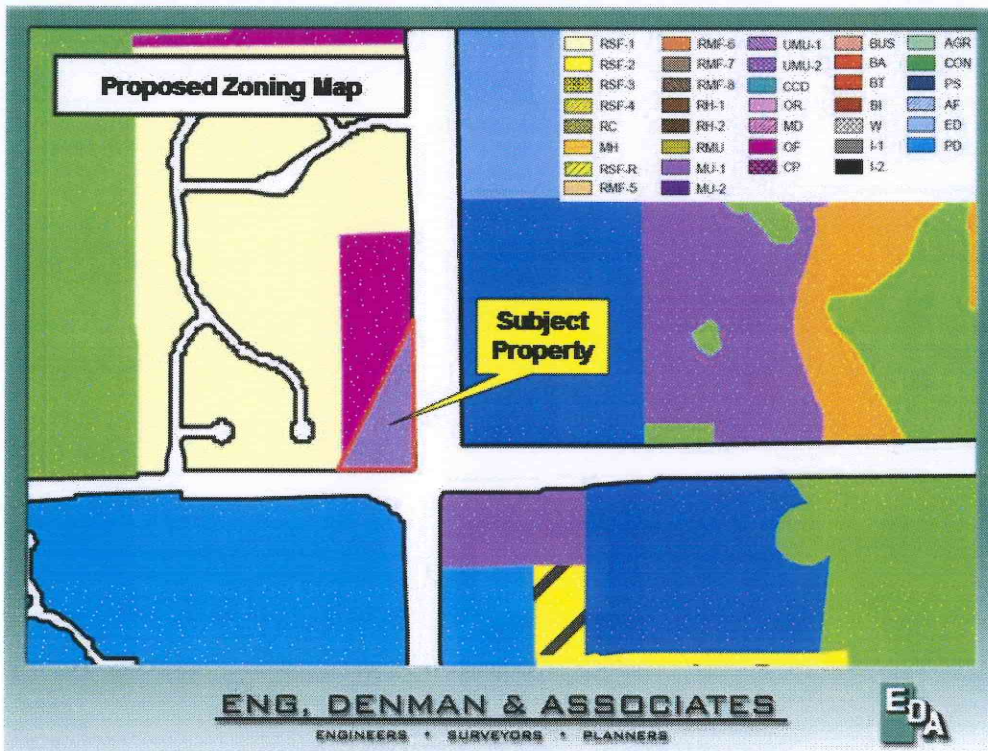 Proposed Zoning Map
RSF-1
RSF-2
RSF-3
RSF-4
RC
MH
RSF-R
RMF-5
RMF-6
RMF-7
RMF-8
RH-1
RH-2
RMU
MU-1
MU-2
UMU-1
UMU-2
CCD
OR
MD
OF
CP
BUS
BA
BT
BI
W
I-1
I-2
AGR
CON
PS
AF
ED
PD
Subject
Property
ENG, DENMAN & ASSOCIATES
ENGINEERS • SURVEYORS • PLANNERS
EDA